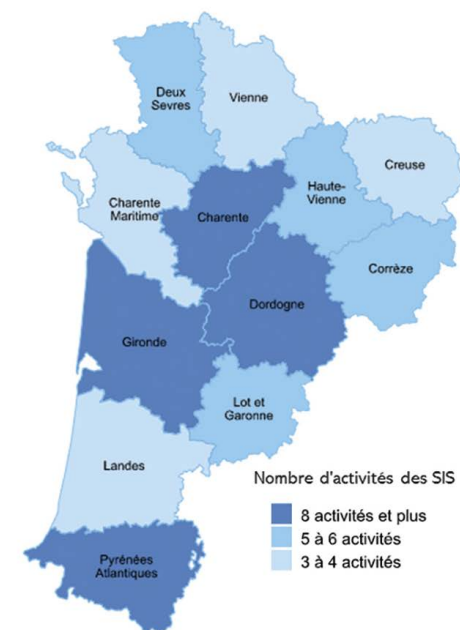 Deux
Sevres
Vienne
Creuse
Haute-
Vienne
Charente
Maritime
Charente
Corrèze
Dordogne
Gironde
Lot et
Garonne
Landes
Nombre d'activités des SIS
8 activités et plus
5 à 6 activités
3 à 4 activités
Pyrénées
Atlantiques